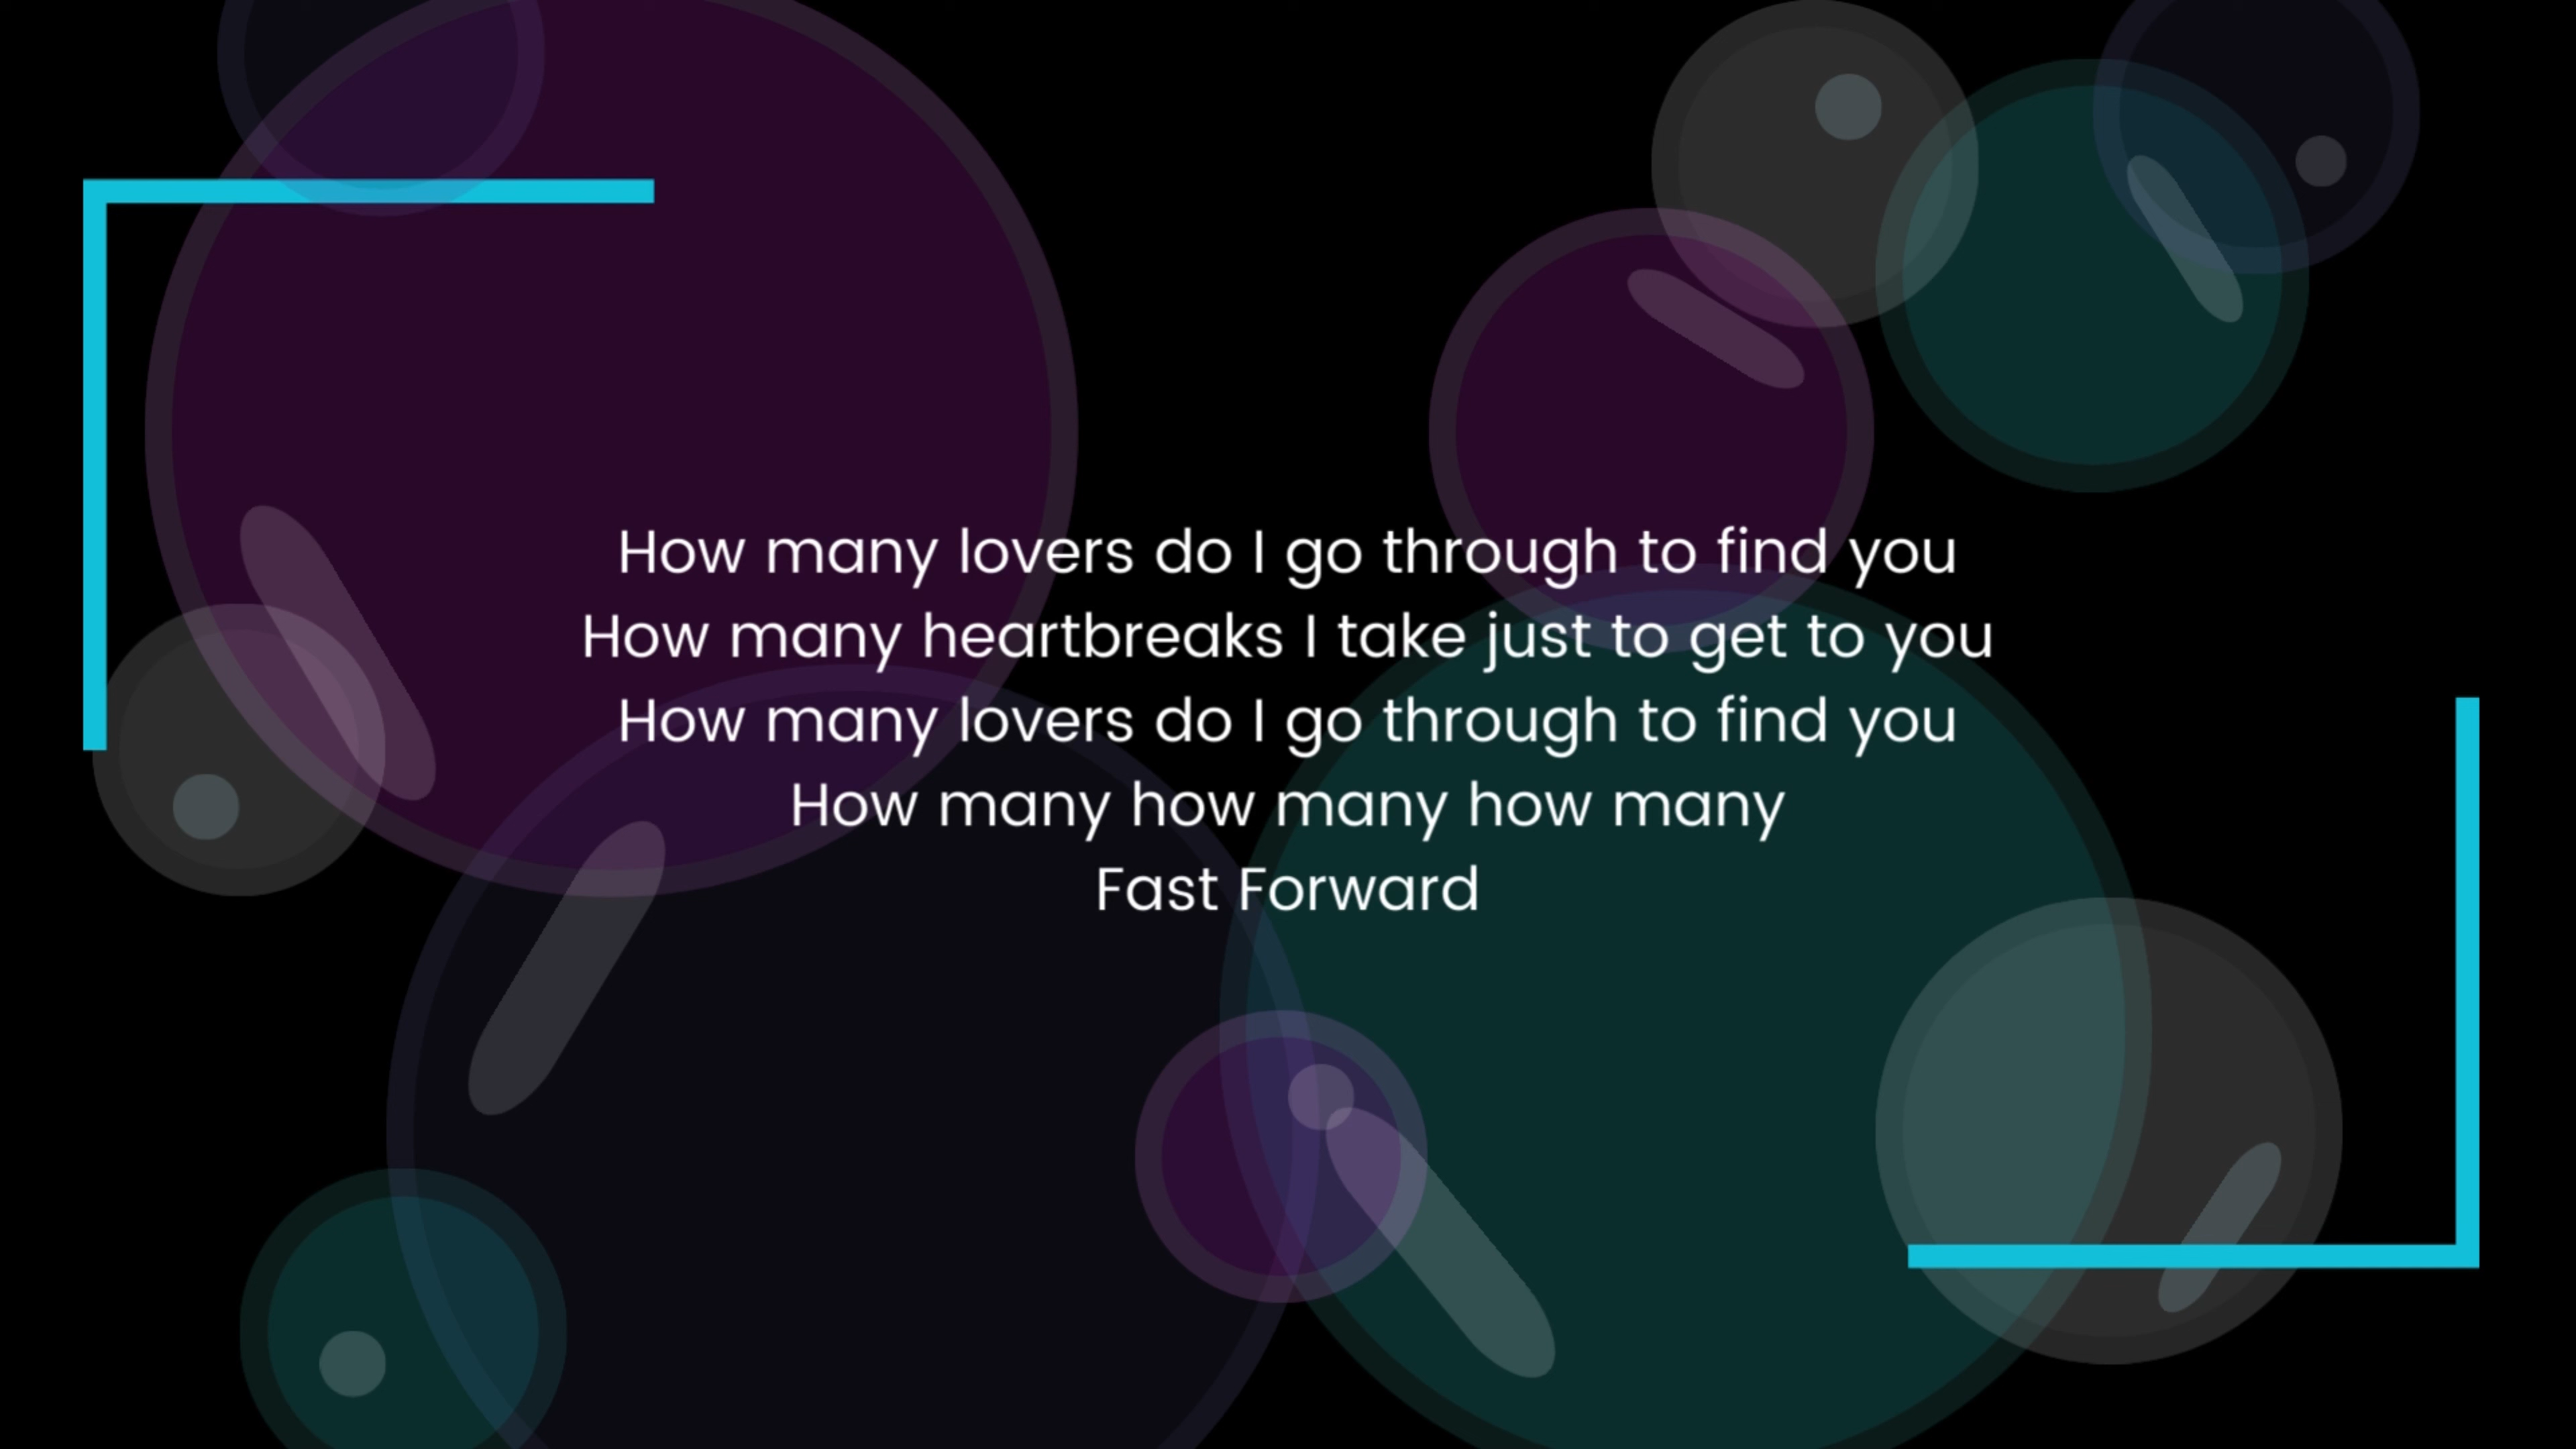 How many lovers do I go through to find you
How many heartbreaks I take just to get to you
How many lovers do I go through to find you
How many how many how many
Fast Forward